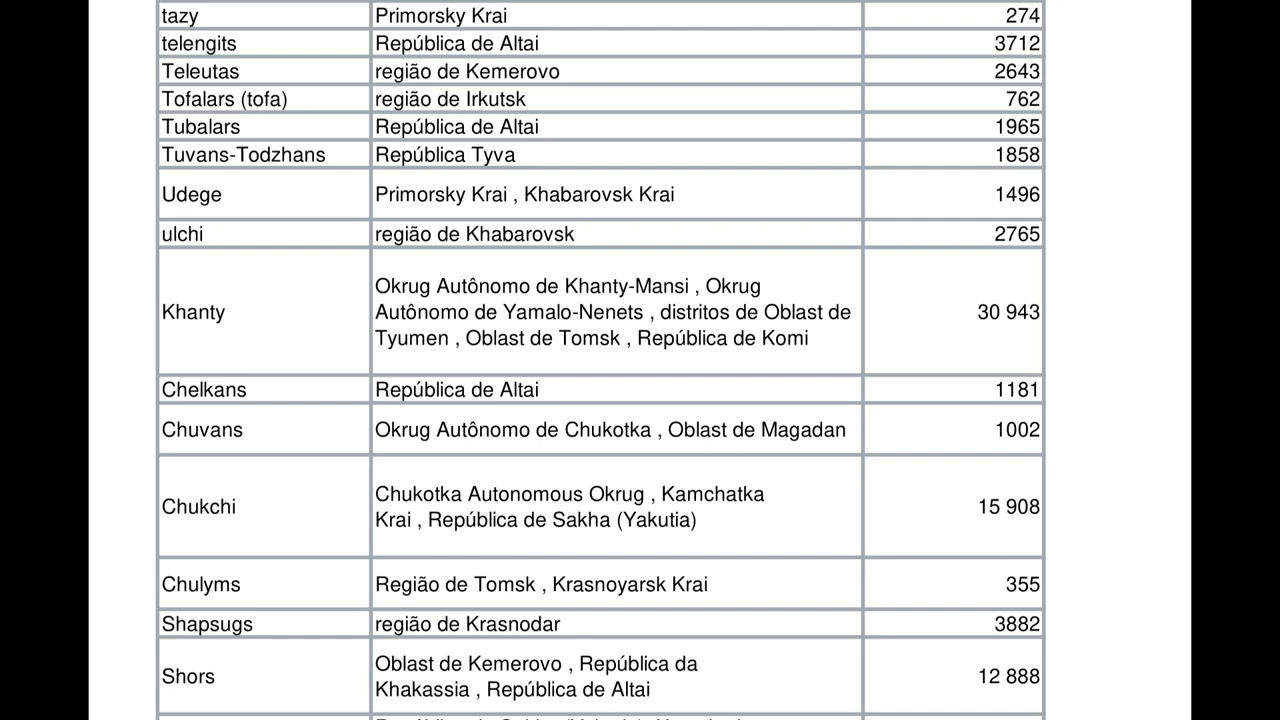 tazy Primorsky Krai 274
telengits República de Altai 3712
Teleutas região de Kemerovo 2643
Tofalars (tofa) região de Irkutsk 762
Tubalars República de Altai 1965
Tuvans-Todzhans República Tyva 1858
Udege Primorsky Krai , Khabarovsk Krai 1496
ulchi região de Khabarovsk 2765
Okrug Autônomo de Khanty-Mansi , Okrug
Khanty Autônomo de Yamalo-Nenets , distritos de Oblast de 30 943
Tyumen , Oblast de Tomsk , República de Komi
Chelkans República de Altai 1181
Chuvans Okrug Autônomo de Chukotka , Oblast de Magadan 1002
Chukchi Chukotka Autonomous Okrug , Kamchatka 15 908
Krai , República de Sakha (Yakutia)
Chulyms Região de Tomsk , Krasnoyarsk Krai 355
Shapsugs região de Krasnodar 3882
Shors Oblast de Kemerovo , República da 12 888
Khakassia , República de Altai